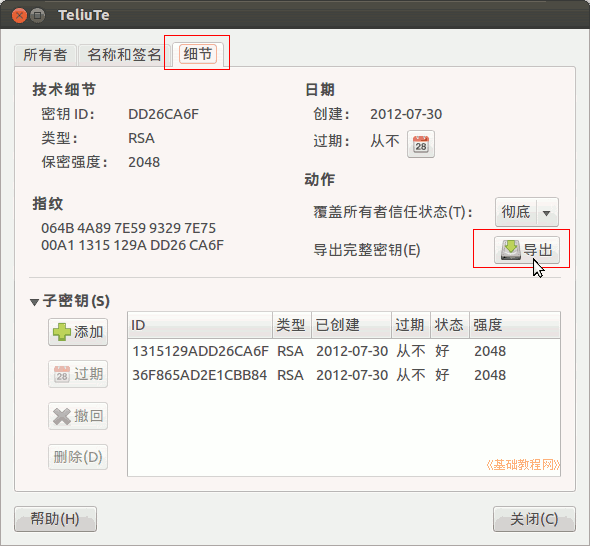 TeliuTe
所有者 名称和签名 细节
技术细节
密钥 ID： DD26CA6F
类型： RSA
保密强度： 2048
指纹
064B 4A89 7E59 9329 7E75
00A1 1315 129A DD26 CA6F
日期
创建： 2012-07-30
过期： 从不 28
动作
覆盖所有者信任状态(T)： 彻底
导出完整密钥(E) 导出
子密钥(S)
添加
28 过期
撤回
删除(D)
ID 类型 已创建 过期 状态 强度
1315129ADD26CA6F RSA 2012-07-30 从不 好 2048
36F865AD2E1CBB84 RSA 2012-07-30 从不 好 2048
《基础教程网》
帮助(H) 关闭(C)